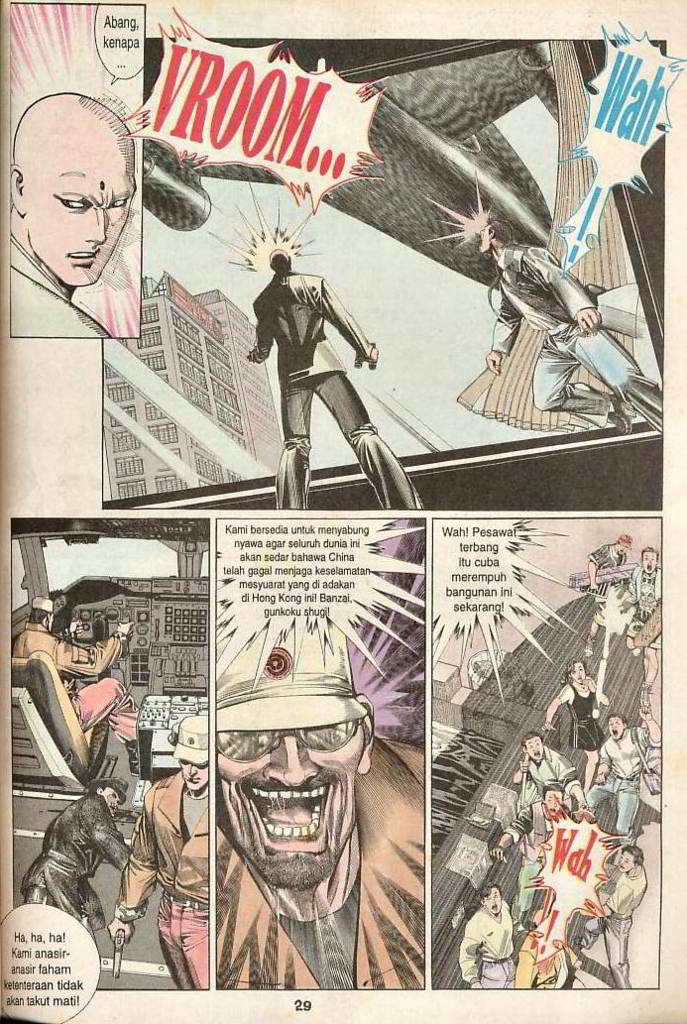 Abang,
kenapa
...
VROOM...
Wah!
Ha, ha, ha!
Kami anasir-
anasir faham
ketenteraan tidak
akan takut mati!
Kami bersedia untuk menyabung
nyawa agar seluruh dunia ini
akan sedar bahawa China
telah gagal menjaga keselamatan
mesyuarat yang di adakan
di Hong Kong ini! Banzai,
gunkoku shugi!
Wah! Pesawat
terbang
itu cuba
merempuh
bangunan ini
sekarang!
Wah!
29